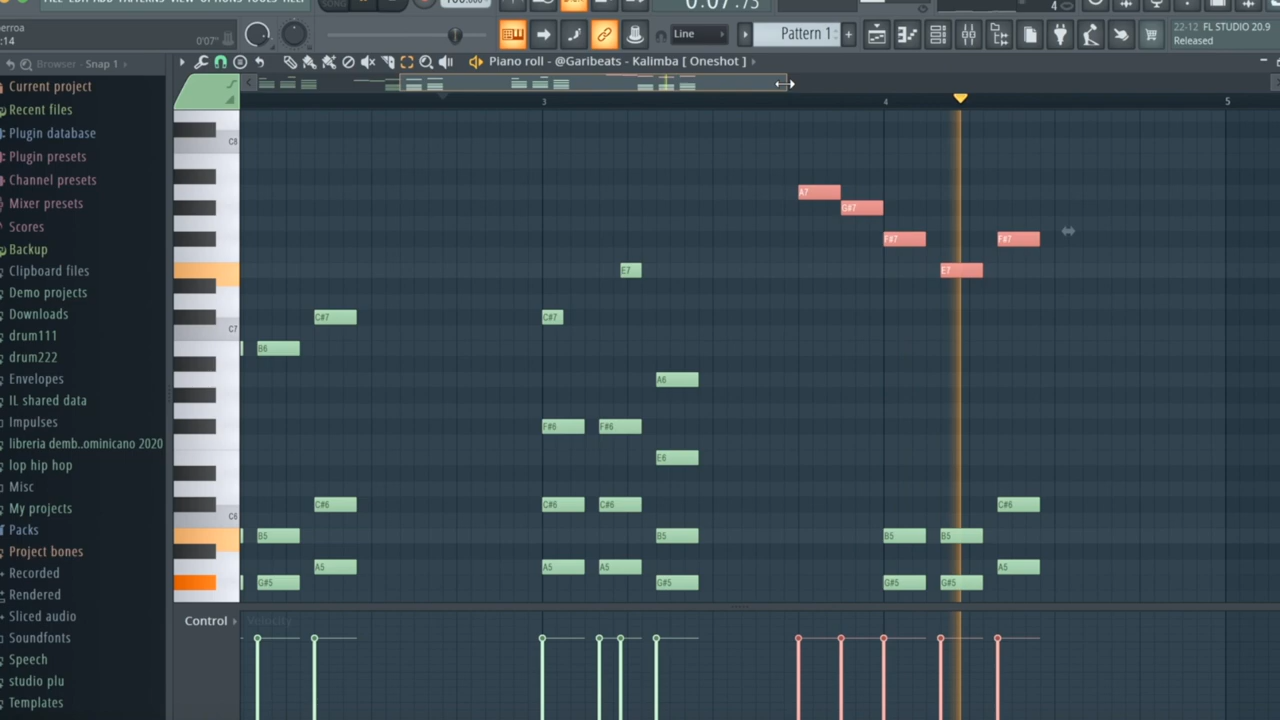 erroa
:14
0'07"
Line
Pattern 1
4
22-12 FL STUDIO 20.9
Released
Browser - Snap 1
Piano roll - @Garibeats - Kalimba [ Oneshot ]
Current project
Recent files
Plugin database
Plugin presets
Channel presets
Mixer presets
Scores
Backup
Clipboard files
Demo projects
Downloads
drum111
drum222
Envelopes
IL shared data
Impulses
libreria demb..ominicano 2020
lop hip hop
Misc
My projects
Packs
Project bones
Recorded
Rendered
Sliced audio
Soundfonts
Speech
studio plu
Templates
3 4 5
C8
A7
G#7
F#7 F#7
E7 E7
C#7 C#7
C7
B6
A6
F#6 F#6
E6
C#6 C#6 C#6 C#6
C6
B5 B5 B5 B5
A5 A5 A5 A5
G#5 G#5 G#5 G#5
Control
Velocity